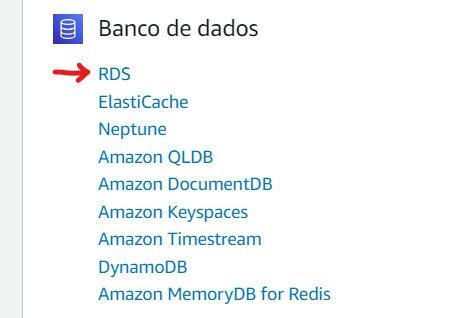 Banco de dados
RDS
ElastiCache
Neptune
Amazon QLDB
Amazon DocumentDB
Amazon Keyspaces
Amazon Timestream
DynamoDB
Amazon MemoryDB for Redis